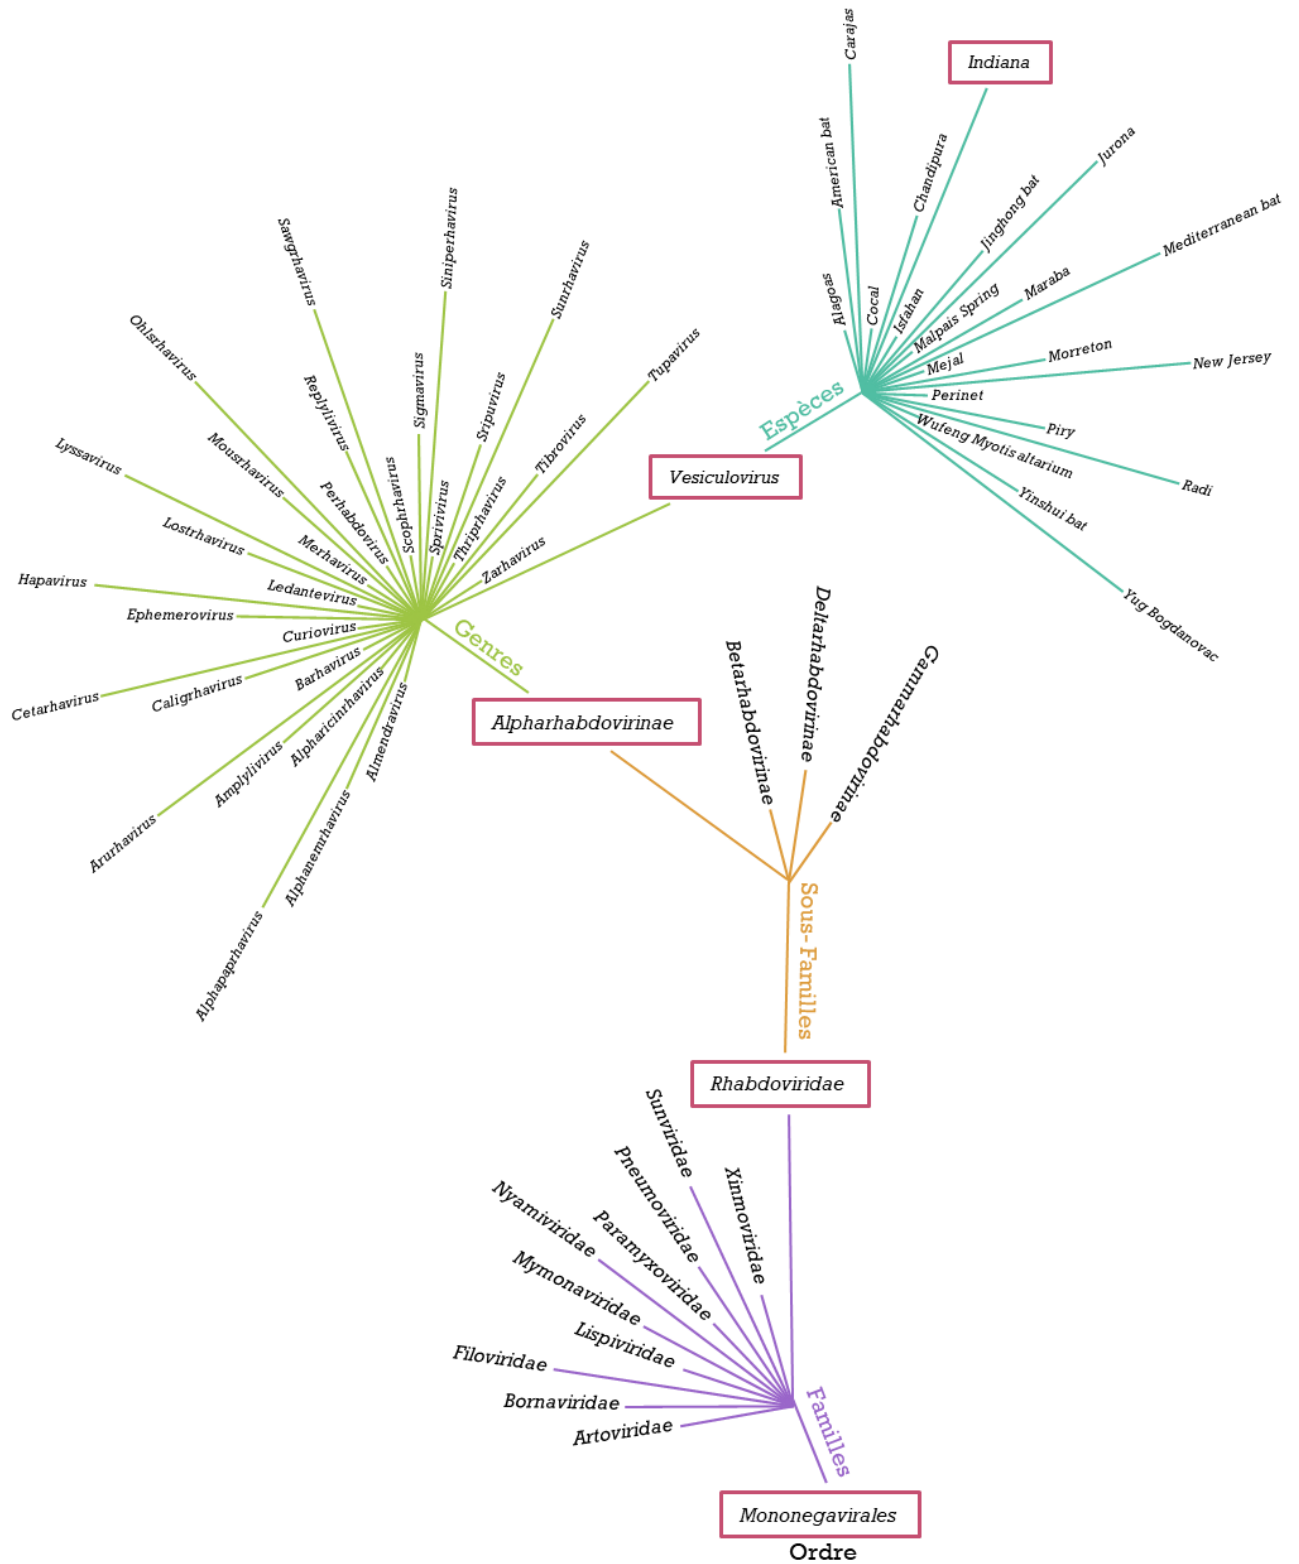 Carajas
Indiana
American bat
Chandipura
Jurona
Jinghong bat
Mediterranean bat
Alagoas
Cocal
Isfahan
Malpais Spring
Maraba
Mejal
Morreton
New Jersey
Perinet
Piry
Wufeng Myotis altarium
Radi
Yinshui bat
Yug Bogdanovac
Espèces
Vesiculovirus
Siniperhavirus
Sawgrhavirus
Sunrhavirus
Ohlsrhavirus
Replylivirus
Sigmavirus
Sripuvirus
Tupavirus
Tibrovirus
Lyssavirus
Mousrhavirus
Perhabdovirus
Scophrhavirus
Sprivivirus
Thriprhavirus
Zarhavirus
Lostrhavirus
Merhavirus
Hapavirus
Ledantevirus
Ephemerovirus
Curiovirus
Cetarhavirus
Caligrhavirus
Barhavirus
Alpharicinrhavirus
Almendravirus
Amplylivirus
Arurhavirus
Alphanemrhavirus
Alphapaprhavirus
Genres
Alpharhabdovirinae
Betarhabdovirinae
Deltarhabdovirinae
Gammarhabdovirinae
Sous- Familles
Rhabdoviridae
Sunviridae
Xinmoviridae
Pneumoviridae
Paramyxoviridae
Nyamiviridae
Mymonaviridae
Lispiviridae
Filoviridae
Bornaviridae
Artoviridae
Familles
Mononegavirales
Ordre